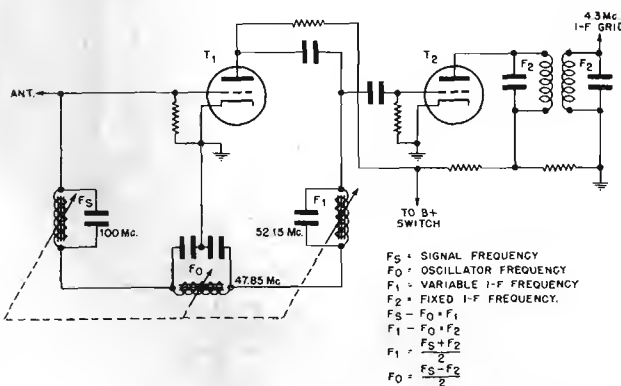 4.3 Mc.
I-F GRID
T1
T2
F2
F2
ANT.
FS
100 Mc.
F1
52.15 Mc.
FO
47.85 Mc
TO B+
SWITCH
FS = SIGNAL FREQUENCY
FO = OSCILLATOR FREQUENCY
F1 = VARIABLE I-F FREQUENCY
F2 = FIXED I-F FREQUENCY.
FS - FO = F1
F1 - FO = F2
F1 = FS+F2
2
FO = FS-F2
2